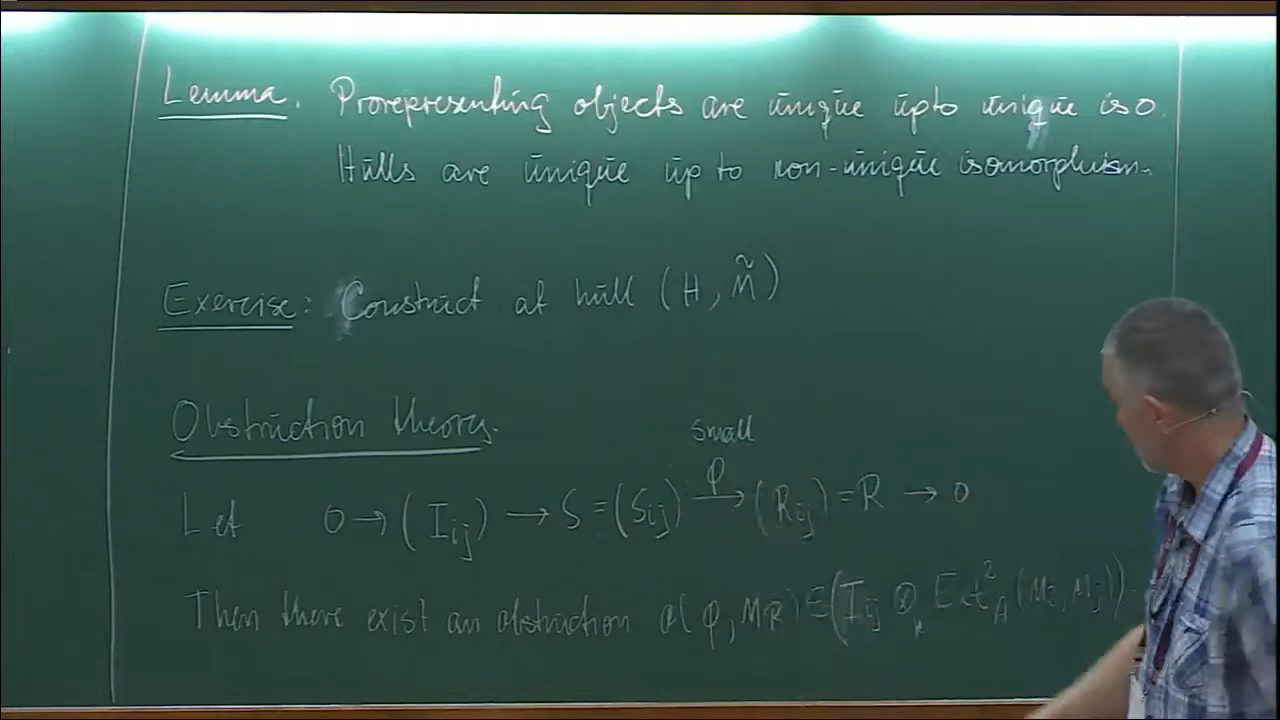 Lemma. Prorepresenting objects are unique upto unique iso.
Hulls are unique up to non-unique isomorphism.
Exercise: Construct at hull (H, M̃)
Obstruction theory.
small
Let 0 → (I_ij) → S = (S_ij) →^φ (R_ij) = R → 0
Then there exist an obstruction o(φ, M_R) ∈ (I_ij ⊗_k Ext²_A (M_i, M_j)).